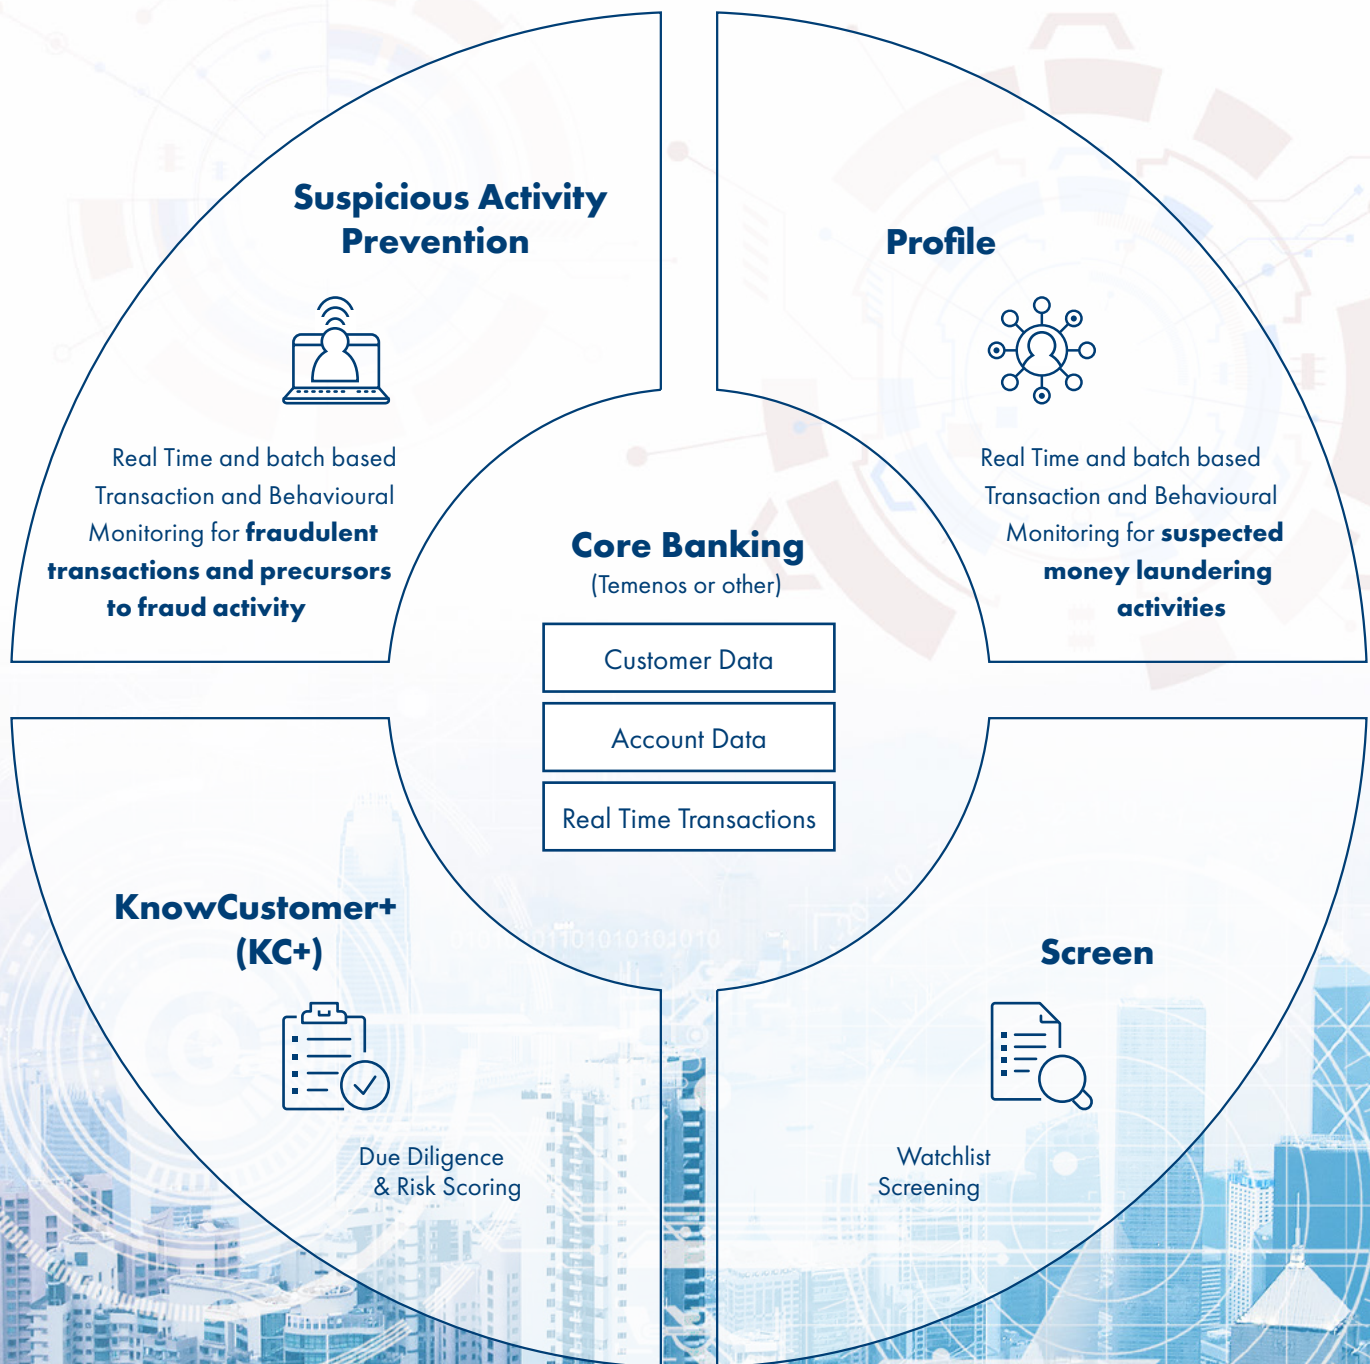 Suspicious Activity
Prevention
Real Time and batch based
Transaction and Behavioural
Monitoring for fraudulent
transactions and precursors
to fraud activity
Profile
Real Time and batch based
Transaction and Behavioural
Monitoring for suspected
money laundering
activities
Core Banking
(Temenos or other)
Customer Data
Account Data
Real Time Transactions
KnowCustomer+
(KC+)
Due Diligence
& Risk Scoring
Screen
Watchlist
Screening